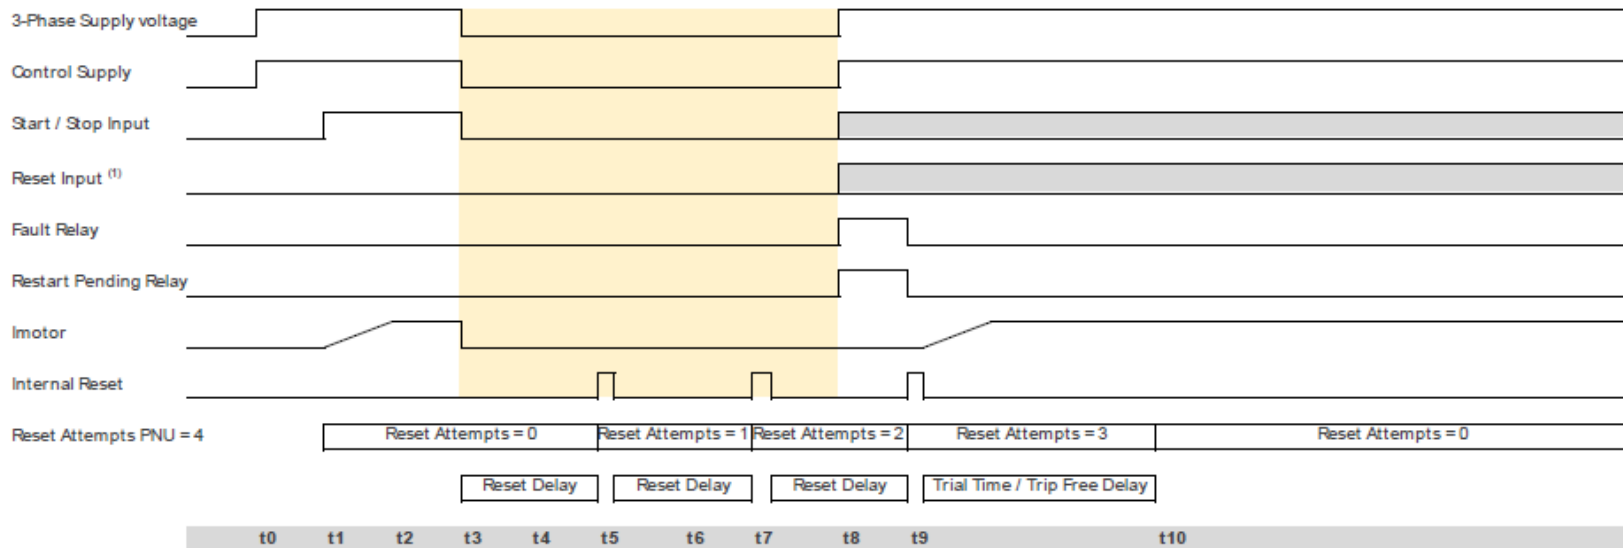 3-Phase Supply voltage
Control Supply
Start / Stop Input
Reset Input (1)
Fault Relay
Restart Pending Relay
Imotor
Internal Reset
Reset Attempts PNU = 4
Reset Attempts = 0
Reset Attempts = 1
Reset Attempts = 2
Reset Attempts = 3
Reset Attempts = 0
Reset Delay
Reset Delay
Reset Delay
Trial Time / Trip Free Delay
t0 t1 t2 t3 t4 t5 t6 t7 t8 t9 t10